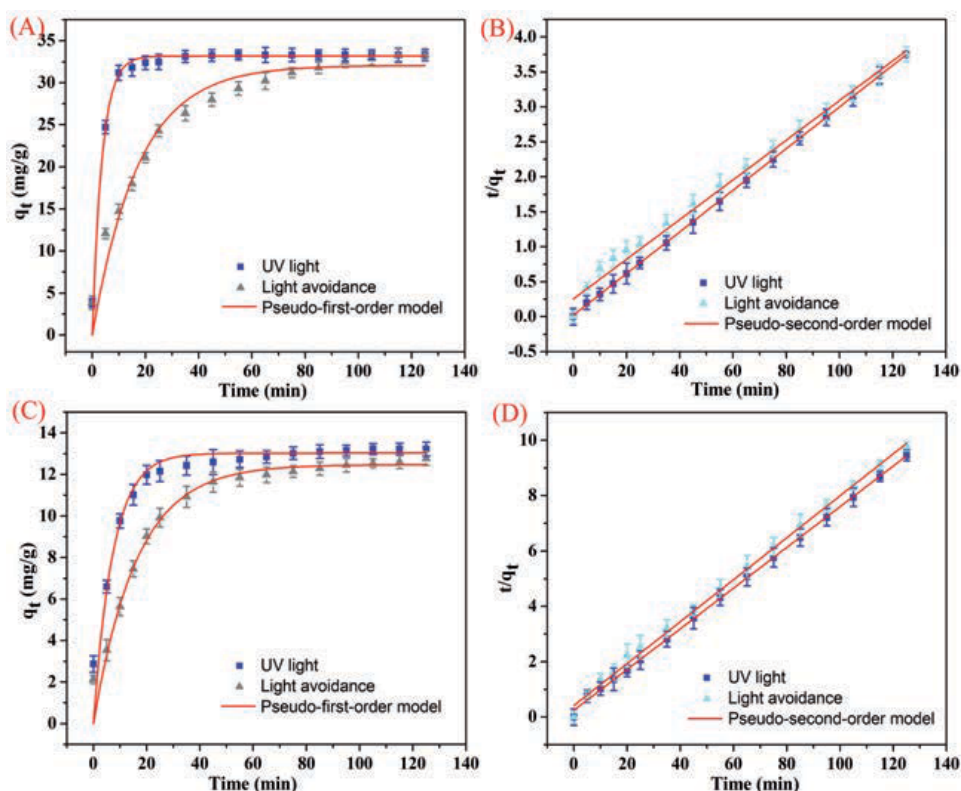 (A)
35
30
25
20
15
10
5
0
qt (mg/g)
UV light
Light avoidance
Pseudo-first-order model
0 20 40 60 80 100 120 140
Time (min)
(B)
4.0
3.5
3.0
2.5
2.0
1.5
1.0
0.5
0.0
-0.5
t/qt
UV light
Light avoidance
Pseudo-second-order model
0 20 40 60 80 100 120 140
Time (min)
(C)
14
12
10
8
6
4
2
0
qt (mg/g)
UV light
Light avoidance
Pseudo-first-order model
0 20 40 60 80 100 120 140
Time (min)
(D)
10
8
6
4
2
0
t/qt
UV light
Light avoidance
Pseudo-second-order model
0 20 40 60 80 100 120 140
Time (min)